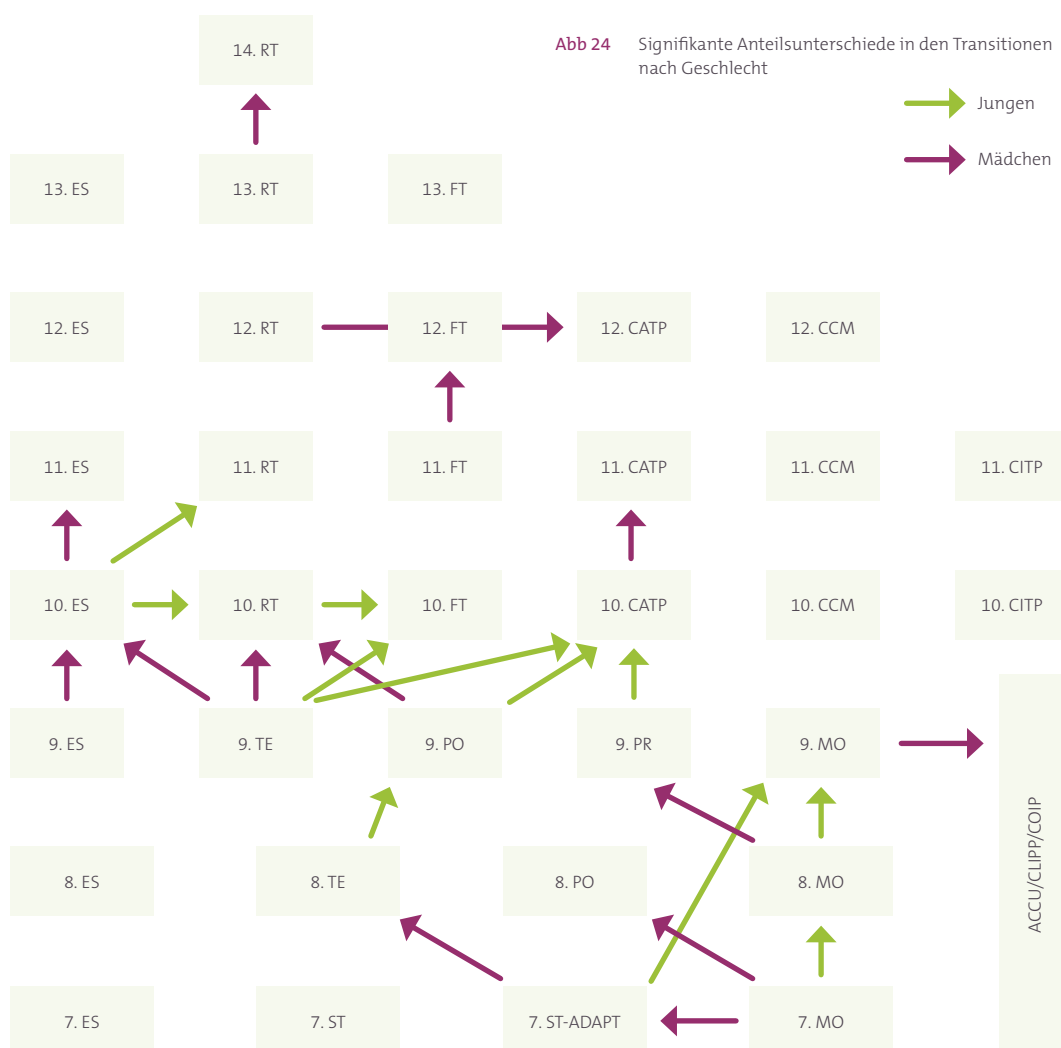 14. RT
Abb 24 Signifikante Anteilsunterschiede in den Transitionen
nach Geschlecht
Jungen
Mädchen
13. ES
13. RT
13. FT
12. ES
12. RT
12. FT
12. CATP
12. CCM
11. ES
11. RT
11. FT
11. CATP
11. CCM
11. CITP
10. ES
10. RT
10. FT
10. CATP
10. CCM
10. CITP
9. ES
9. TE
9. PO
9. PR
9. MO
ACCU/CLIPP/COIP
8. ES
8. TE
8. PO
8. MO
7. ES
7. ST
7. ST-ADAPT
7. MO